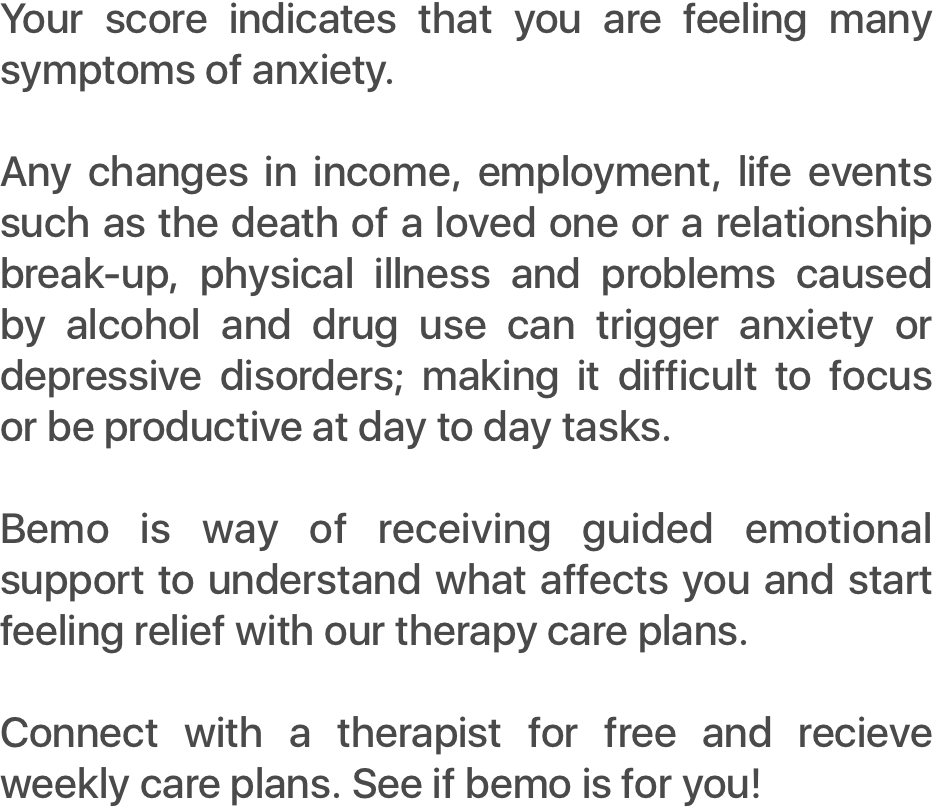 Your score indicates that you are feeling many
symptoms of anxiety.
Any changes in income, employment, life events
such as the death of a loved one or a relationship
break-up, physical illness and problems caused
by alcohol and drug use can trigger anxiety or
depressive disorders; making it difficult to focus
or be productive at day to day tasks.
Bemo is way of receiving guided emotional
support to understand what affects you and start
feeling relief with our therapy care plans.
Connect with a therapist for free and recieve
weekly care plans. See if bemo is for you!